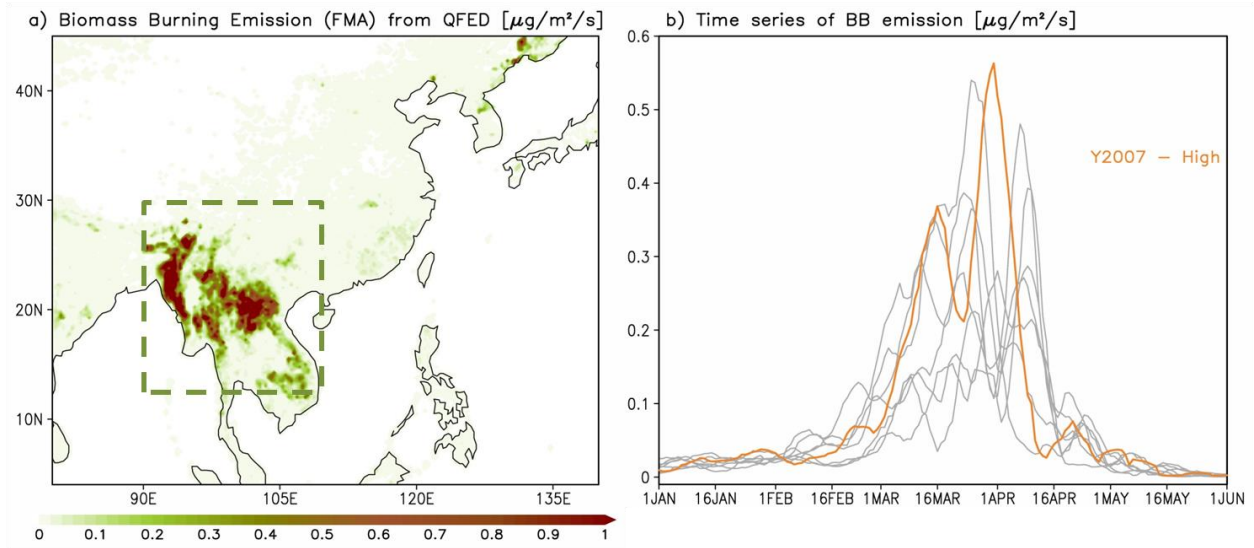 a) Biomass Burning Emission (FMA) from QFED [μg/m²/s]
40N
30N
20N
10N
90E 105E 120E 135E
0 0.1 0.2 0.3 0.4 0.5 0.6 0.7 0.8 0.9 1
b) Time series of BB emission [μg/m²/s]
0.6
0.5
0.4
0.3
0.2
0.1
0
Y2007 – High
1JAN 16JAN 1FEB 16FEB 1MAR 16MAR 1APR 16APR 1MAY 16MAY 1JUN